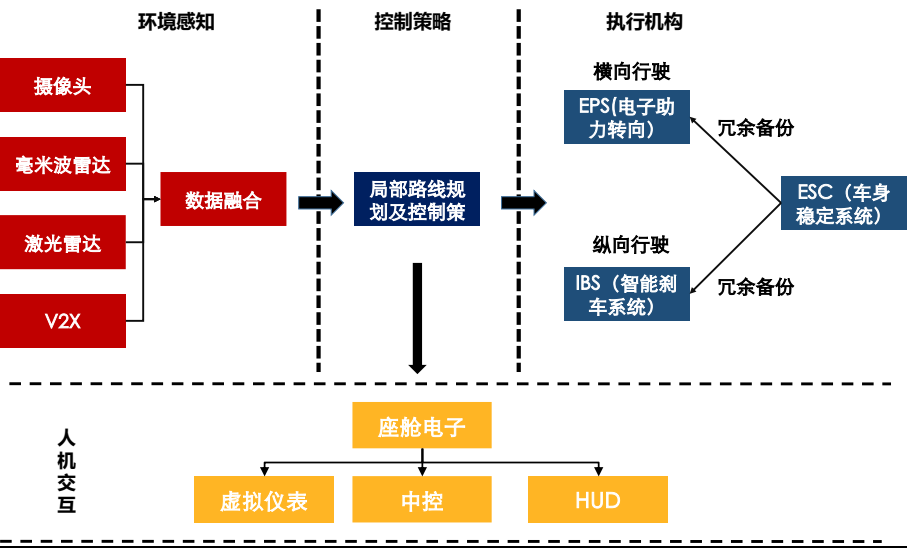 环境感知
控制策略
执行机构
摄像头
毫米波雷达
激光雷达
V2X
数据融合
局部路线规
划及控制策
横向行驶
EPS(电子助
力转向）
冗余备份
ESC（车身
稳定系统）
纵向行驶
IBS（智能刹
车系统）
冗余备份
人
机
交
互
座舱电子
虚拟仪表
中控
HUD